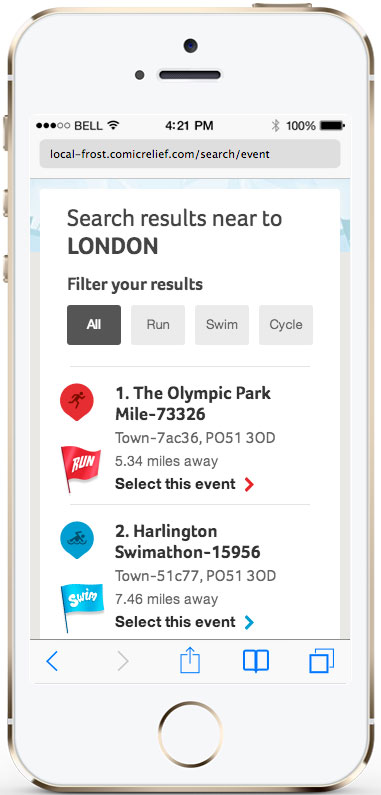 BELL 4:21 PM 100%
local-frost.comicrelief.com/search/event
Search results near to
LONDON
Filter your results
All Run Swim Cycle
1. The Olympic Park
Mile-73326
Town-7ac36, PO51 3OD
5.34 miles away
RUN
Select this event
2. Harlington
Swimathon-15956
Town-51c77, PO51 3OD
7.46 miles away
Swim
Select this event